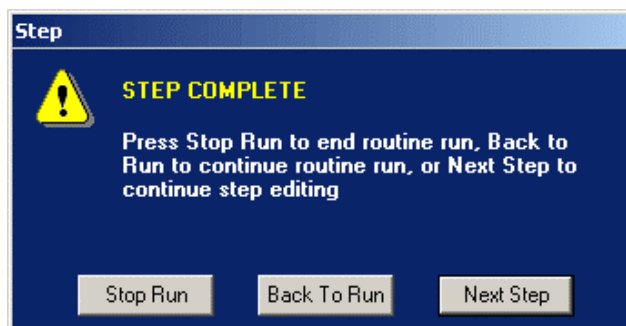 Step
STEP COMPLETE
Press Stop Run to end routine run, Back to
Run to continue routine run, or Next Step to
continue step editing
Stop Run Back To Run Next Step